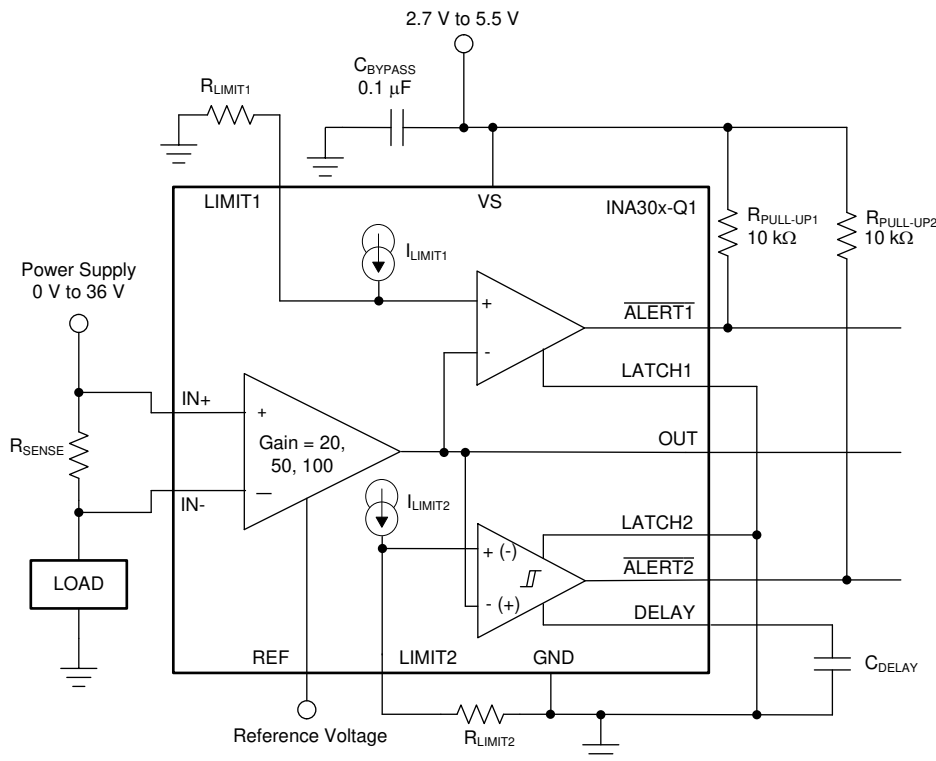 2.7 V to 5.5 V
CBYPASS
0.1 μF
RLIMIT1
LIMIT1
VS
INA30x-Q1
RPULL-UP1
10 kΩ
RPULL-UP2
10 kΩ
ILIMIT1
Power Supply
0 V to 36 V
+
ALERT1
-
LATCH1
IN+
+
OUT
RSENSE
Gain = 20,
50, 100
IN-
—
ILIMIT2
LATCH2
+ (-)
LOAD
ALERT2
- (+)
DELAY
REF
LIMIT2
GND
CDELAY
Reference Voltage
RLIMIT2